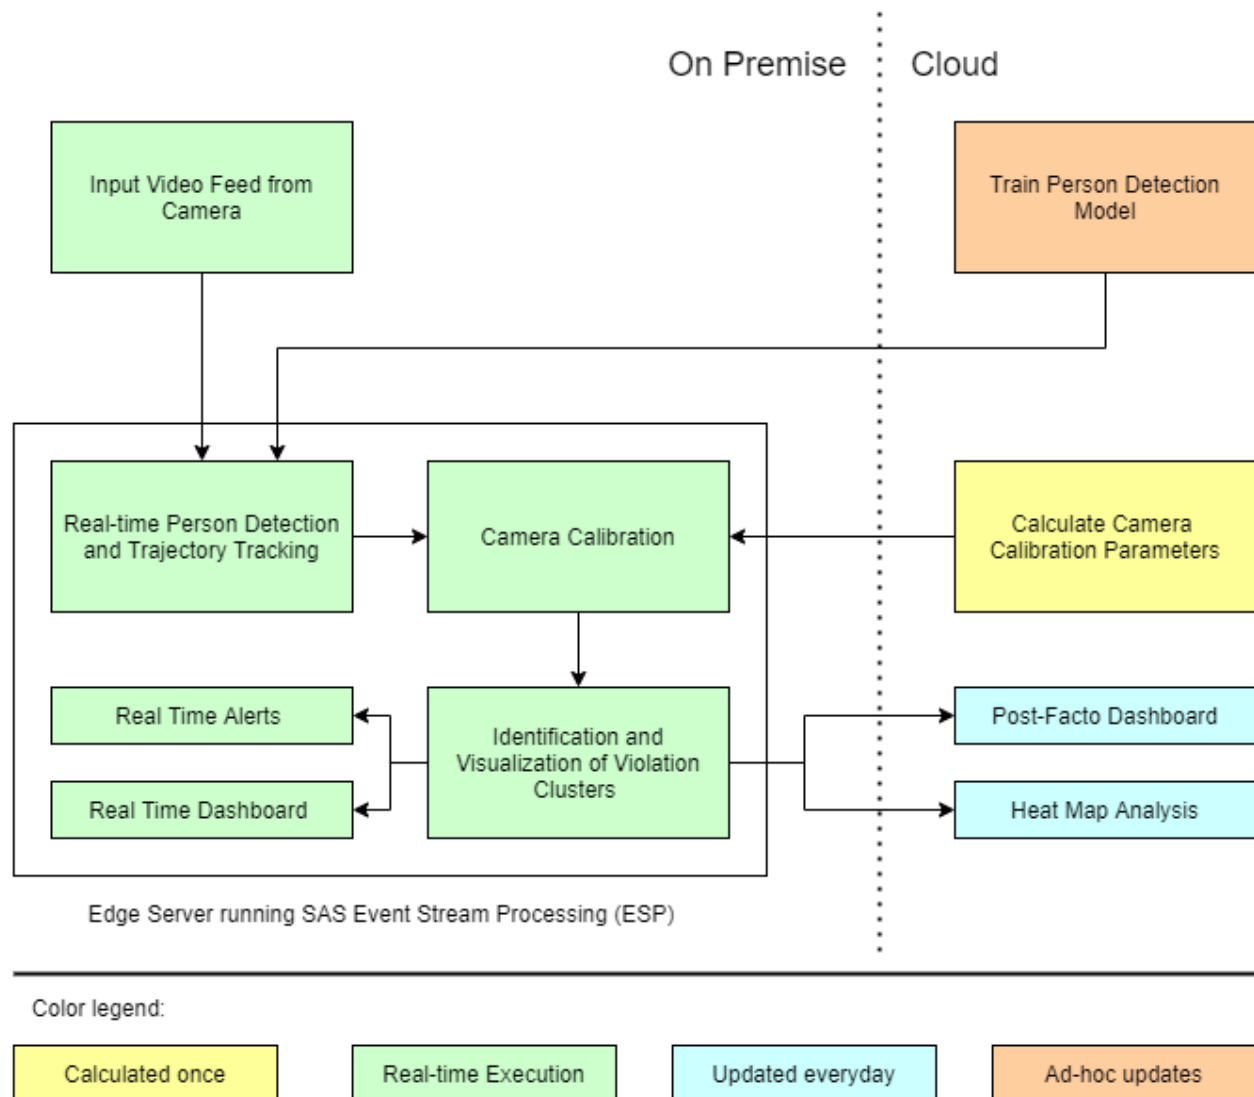 On Premise
Cloud
Input Video Feed from
Camera
Train Person Detection
Model
Real-time Person Detection
and Trajectory Tracking
Camera Calibration
Calculate Camera
Calibration Parameters
Real Time Alerts
Identification and
Visualization of Violation
Clusters
Post-Facto Dashboard
Real Time Dashboard
Heat Map Analysis
Edge Server running SAS Event Stream Processing (ESP)
Color legend:
Calculated once
Real-time Execution
Updated everyday
Ad-hoc updates